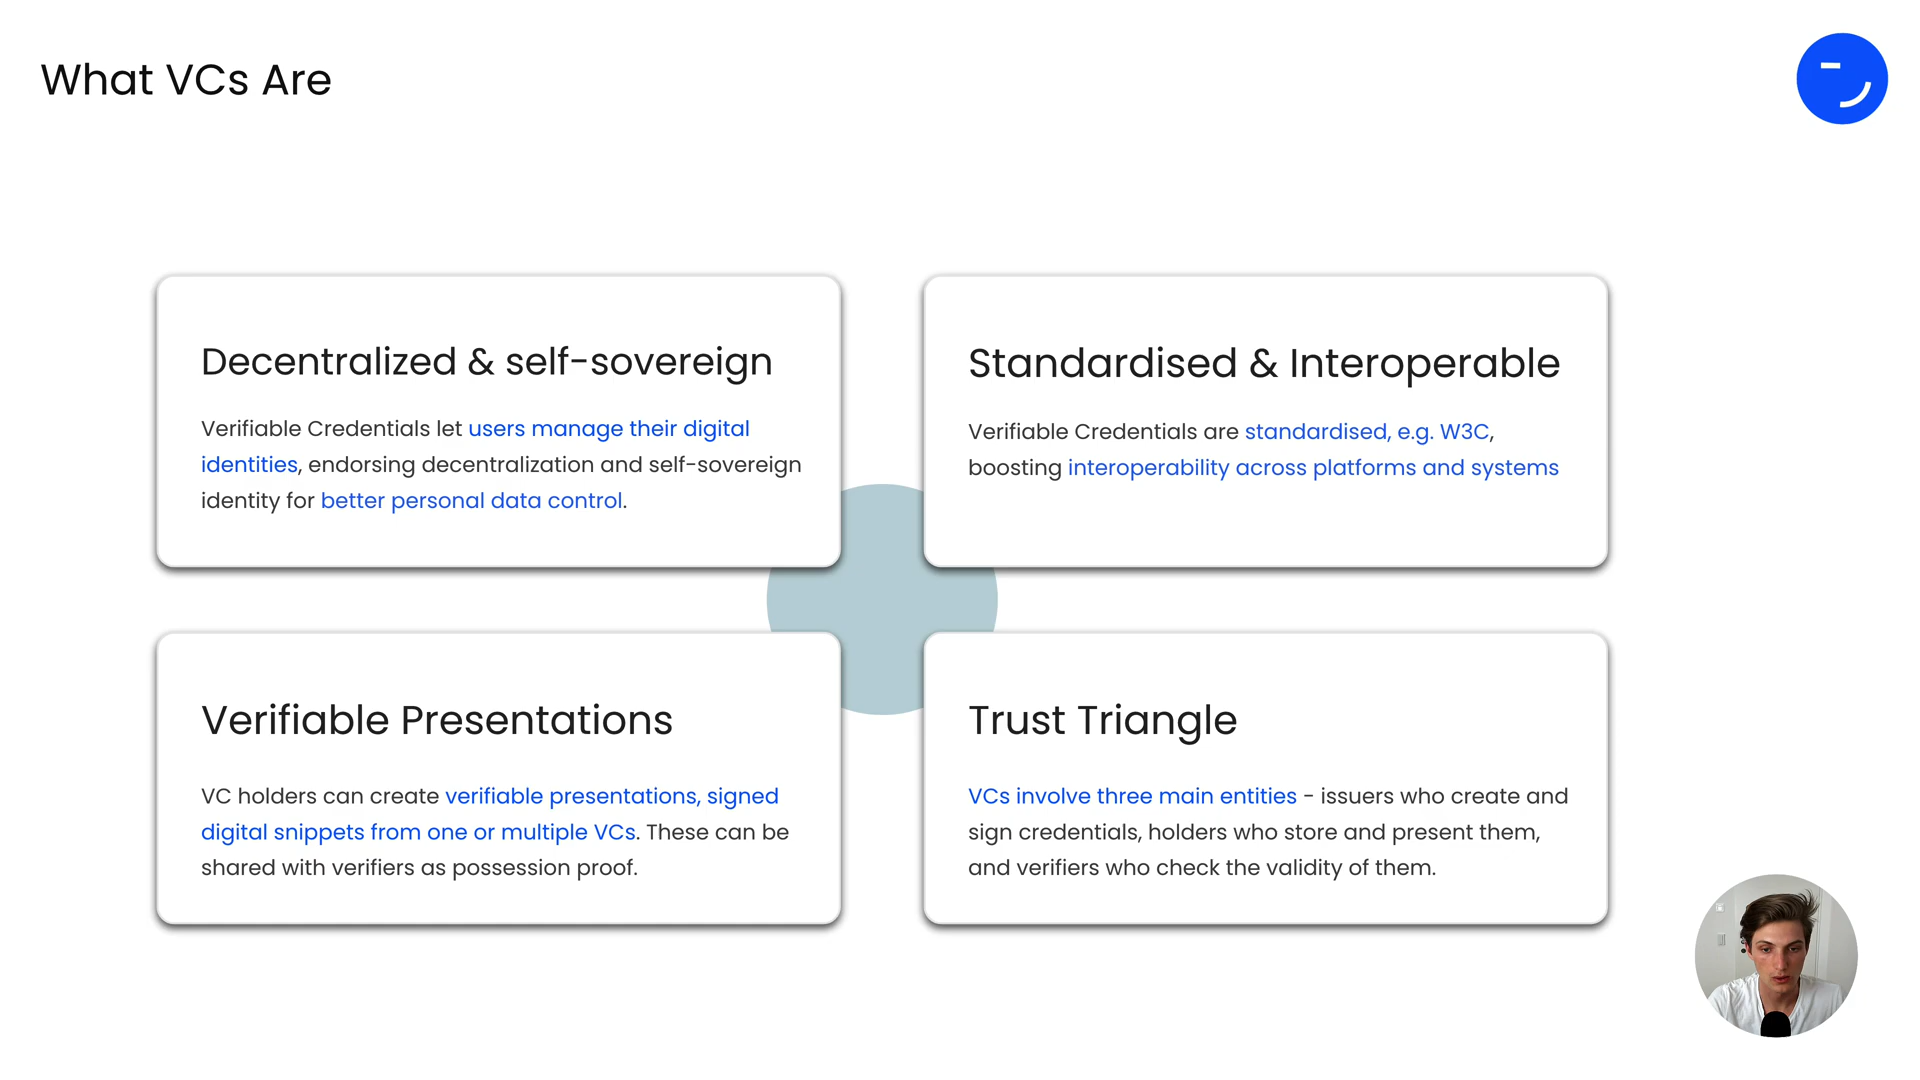 What VCs Are
Decentralized & self-sovereign
Verifiable Credentials let users manage their digital
identities, endorsing decentralization and self-sovereign
identity for better personal data control.
Standardised & Interoperable
Verifiable Credentials are standardised, e.g. W3C,
boosting interoperability across platforms and systems
Verifiable Presentations
VC holders can create verifiable presentations, signed
digital snippets from one or multiple VCs. These can be
shared with verifiers as possession proof.
Trust Triangle
VCs involve three main entities - issuers who create and
sign credentials, holders who store and present them,
and verifiers who check the validity of them.